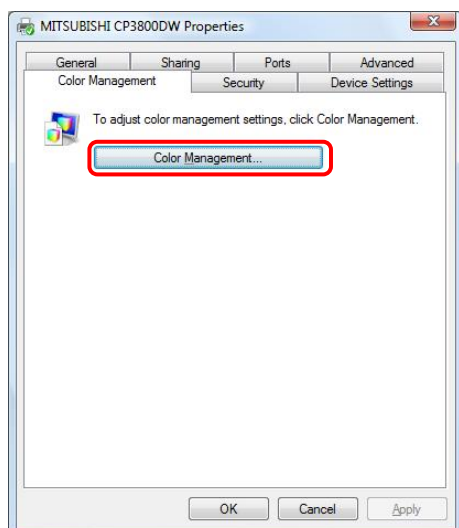 MITSUBISHI CP3800DW Properties
General Sharing Ports Advanced
Color Management Security Device Settings
To adjust color management settings, click Color Management.
Color Management...
OK Cancel Apply